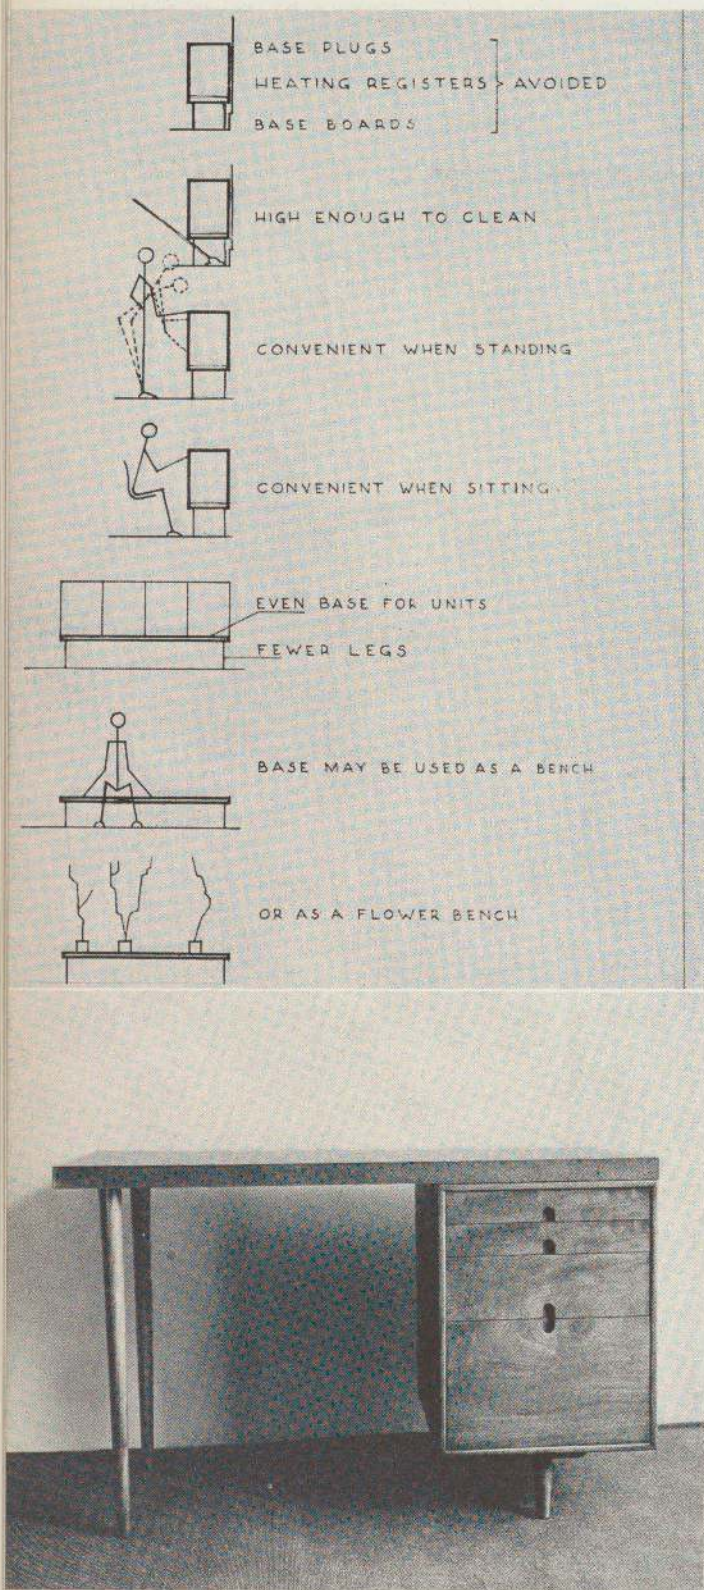 BASE PLUGS
HEATING REGISTERS AVOIDED
BASE BOARDS
HIGH ENOUGH TO CLEAN
CONVENIENT WHEN STANDING
CONVENIENT WHEN SITTING
EVEN BASE FOR UNITS
FEWER LEGS
BASE MAY BE USED AS A BENCH
OR AS A FLOWER BENCH